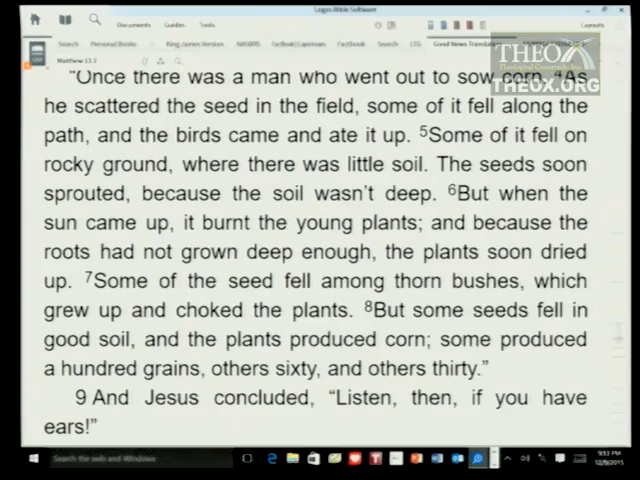 Logos Bible Software
Documents Guides Tools
Layouts
Search Personal Books King James Version NASB95 Factbook Search LTG Good News Translation
Matthew 13:3
THEOX
THEOX.ORG
"Once there was a man who went out to sow corn. 4As
he scattered the seed in the field, some of it fell along the
path, and the birds came and ate it up. 5Some of it fell on
rocky ground, where there was little soil. The seeds soon
sprouted, because the soil wasn't deep. 6But when the
sun came up, it burnt the young plants; and because the
roots had not grown deep enough, the plants soon dried
up. 7Some of the seed fell among thorn bushes, which
grew up and choked the plants. 8But some seeds fell in
good soil, and the plants produced corn; some produced
a hundred grains, others sixty, and others thirty."
9 And Jesus concluded, "Listen, then, if you have
ears!"
Search the web and Windows
9:53 PM
12/9/2015